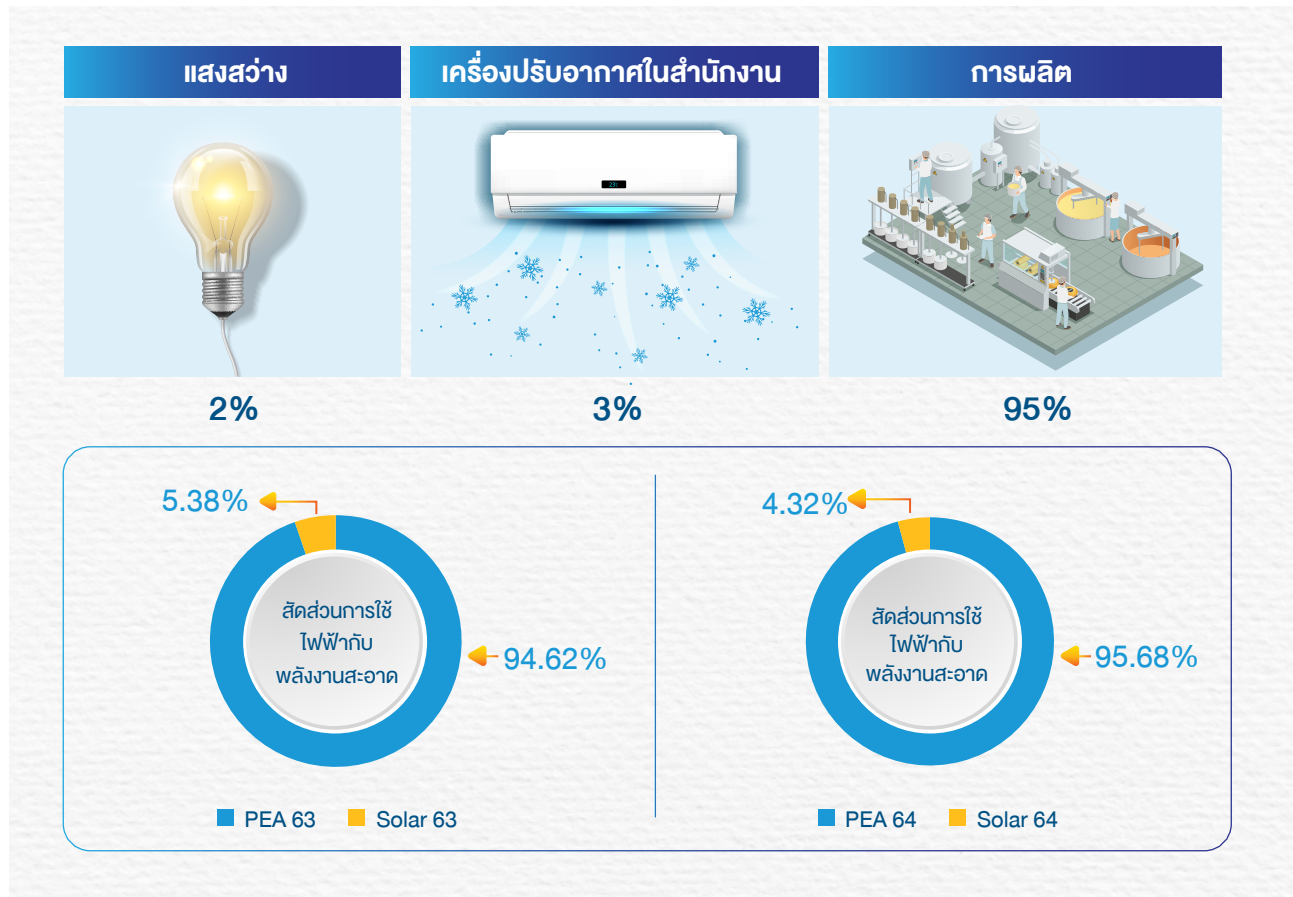 แสงสว่าง
เครื่องปรับอากาศในสำนักงาน
การผลิต
2%
3%
95%
5.38%
สัดส่วนการใช้
ไฟฟ้ากับ
พลังงานสะอาด
94.62%
PEA 63 Solar 63
4.32%
สัดส่วนการใช้
ไฟฟ้ากับ
พลังงานสะอาด
95.68%
PEA 64 Solar 64